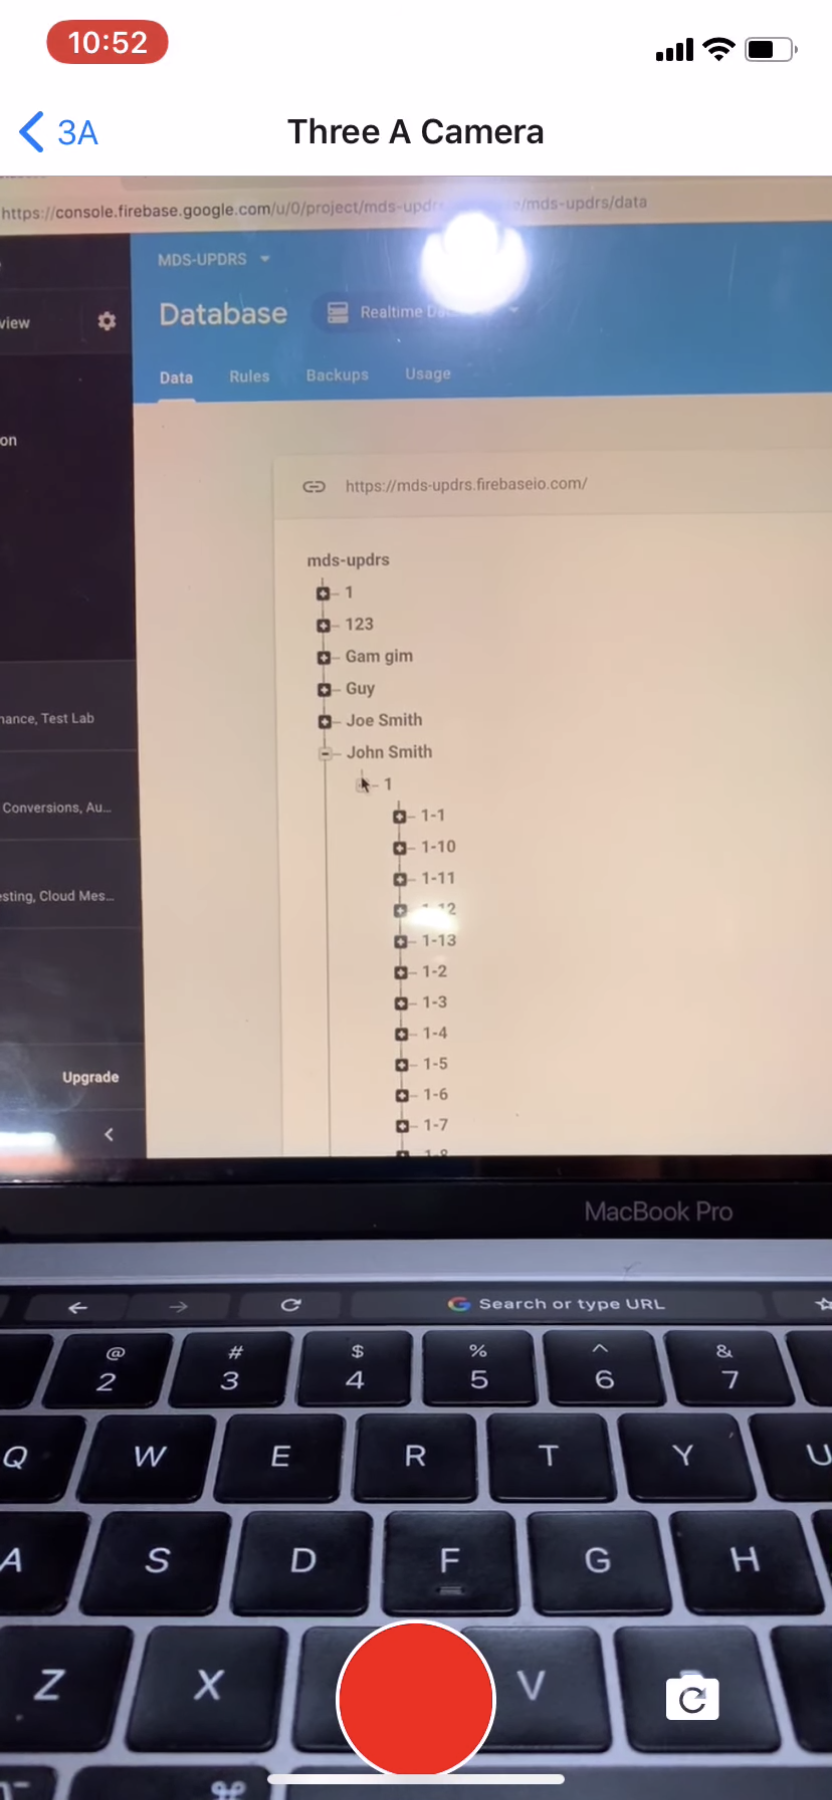 10:52
3A
Three A Camera
https://console.firebase.google.com/u/0/project/mds-updrs /mds-updrs/data
MDS-UPDRS
view
Database
Realtime
Data
Rules
Backups
Usage
on
https://mds-updrs.firebaseio.com/
mds-updrs
1
123
Gam gim
Guy
Joe Smith
nance, Test Lab
John Smith
1
Conversions, Au...
1-1
1-10
1-11
esting, Cloud Mes...
1-12
1-13
1-2
1-3
1-4
1-5
Upgrade
1-6
1-7
1-8
MacBook Pro
Search or type URL
@ # $ % ^ &
2 3 4 5 6 7
Q W E R T Y U
A S D F G H
Z X V
⌘